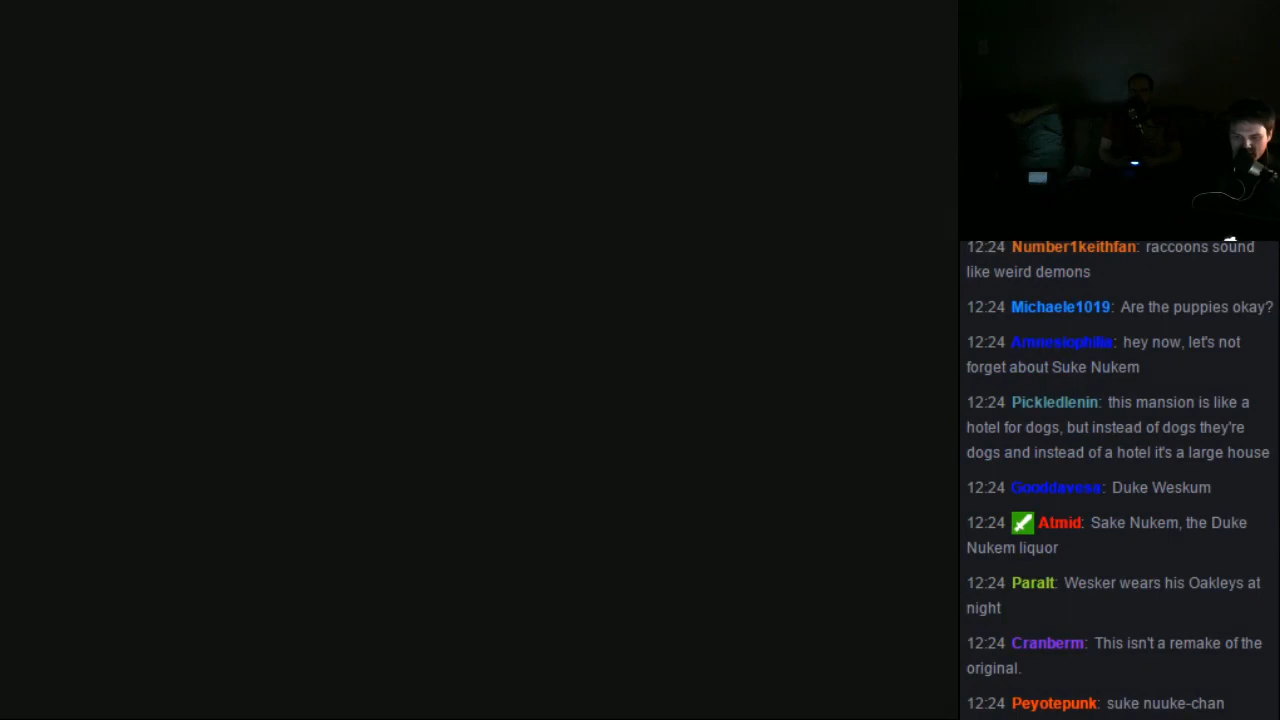 12:24 Number1keithfan: raccoons sound
like weird demons
12:24 Michaele1019: Are the puppies okay?
12:24 Amnesiophilia: hey now, let's not
forget about Suke Nukem
12:24 Pickledlenin: this mansion is like a
hotel for dogs, but instead of dogs they're
dogs and instead of a hotel it's a large house
12:24 Gooddavess: Duke Weskum
12:24 Atmid: Sake Nukem, the Duke
Nukem liquor
12:24 Paralt: Wesker wears his Oakleys at
night
12:24 Cranberm: This isn't a remake of the
original.
12:24 Peyotepunk: suke nuuke-chan